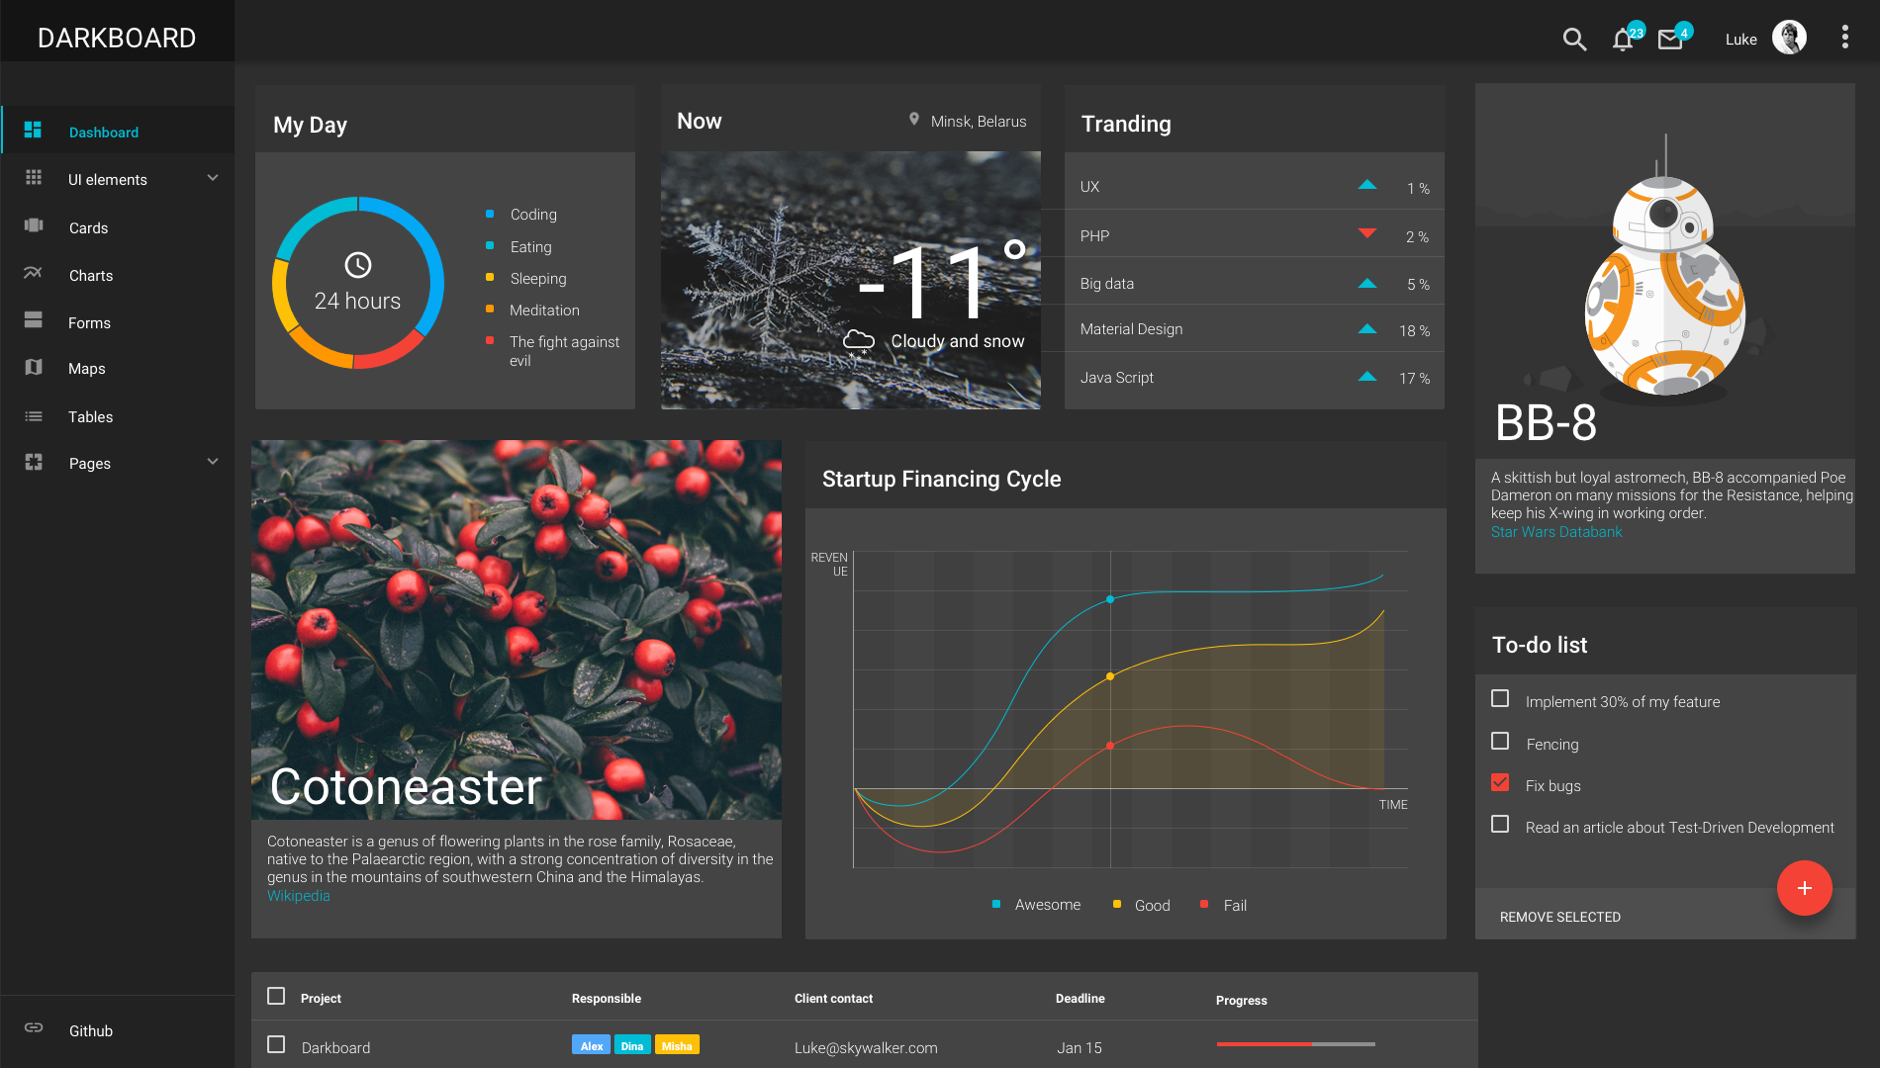 DARKBOARD
23
4
Luke
Dashboard
UI elements
Cards
Charts
Forms
Maps
Tables
Pages
Github
My Day
24 hours
Coding
Eating
Sleeping
Meditation
The fight against
evil
Now
Minsk, Belarus
-11°
Cloudy and snow
Tranding
UX 1 %
PHP 2 %
Big data 5 %
Material Design 18 %
Java Script 17 %
BB-8
A skittish but loyal astromech, BB-8 accompanied Poe
Dameron on many missions for the Resistance, helping
keep his X-wing in working order.
Star Wars Databank
Cotoneaster
Cotoneaster is a genus of flowering plants in the rose family, Rosaceae,
native to the Palaearctic region, with a strong concentration of diversity in the
genus in the mountains of southwestern China and the Himalayas.
Wikipedia
Startup Financing Cycle
REVEN
UE
TIME
Awesome Good Fail
To-do list
Implement 30% of my feature
Fencing
Fix bugs
Read an article about Test-Driven Development
+
REMOVE SELECTED
Project Responsible Client contact Deadline Progress
Darkboard Alex Dina Misha Luke@skywalker.com Jan 15